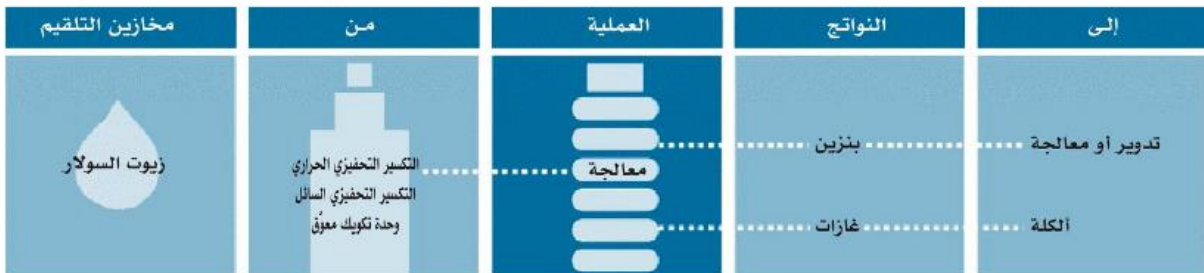 مخازين التلقيم
من
العملية
النواتج
إلى
زيوت السولار
التكسير التحفيزي الحراري
التكسير التحفيزي السائل
وحدة تكويك معوَّق
معالجة
بنزين
غازات
تدوير أو معالجة
ألكلة